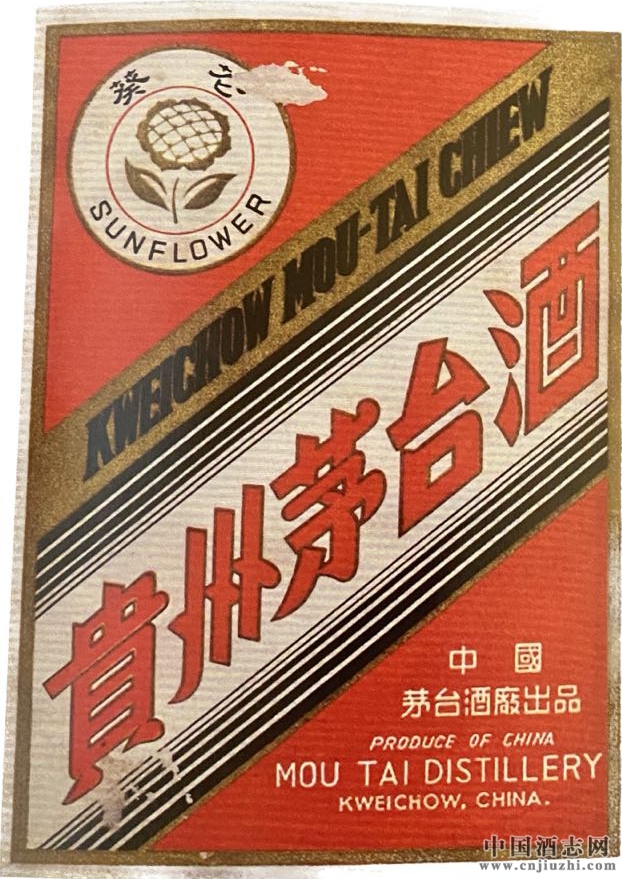 葵花
SUNFLOWER
KWEICHOW MOU-TAI CHIEW
貴州茅台酒
中國
茅台酒廠出品
PRODUCE OF CHINA
MOU TAI DISTILLERY
KWEICHOW, CHINA.
中国酒志网
www.cnjiuzhi.com